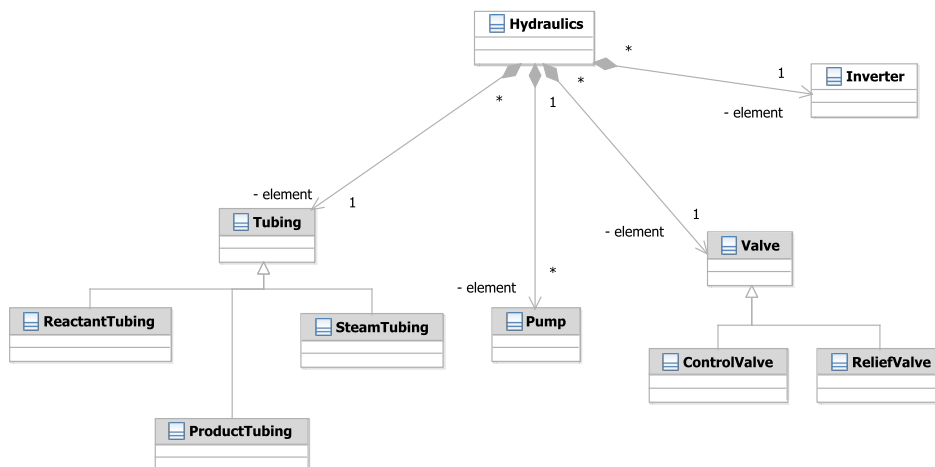 Hydraulics
*
1
Inverter
- element
*
1
*
- element
1
Tubing
1
- element
Valve
*
- element
ReactantTubing
SteamTubing
Pump
ControlValve
ReliefValve
ProductTubing